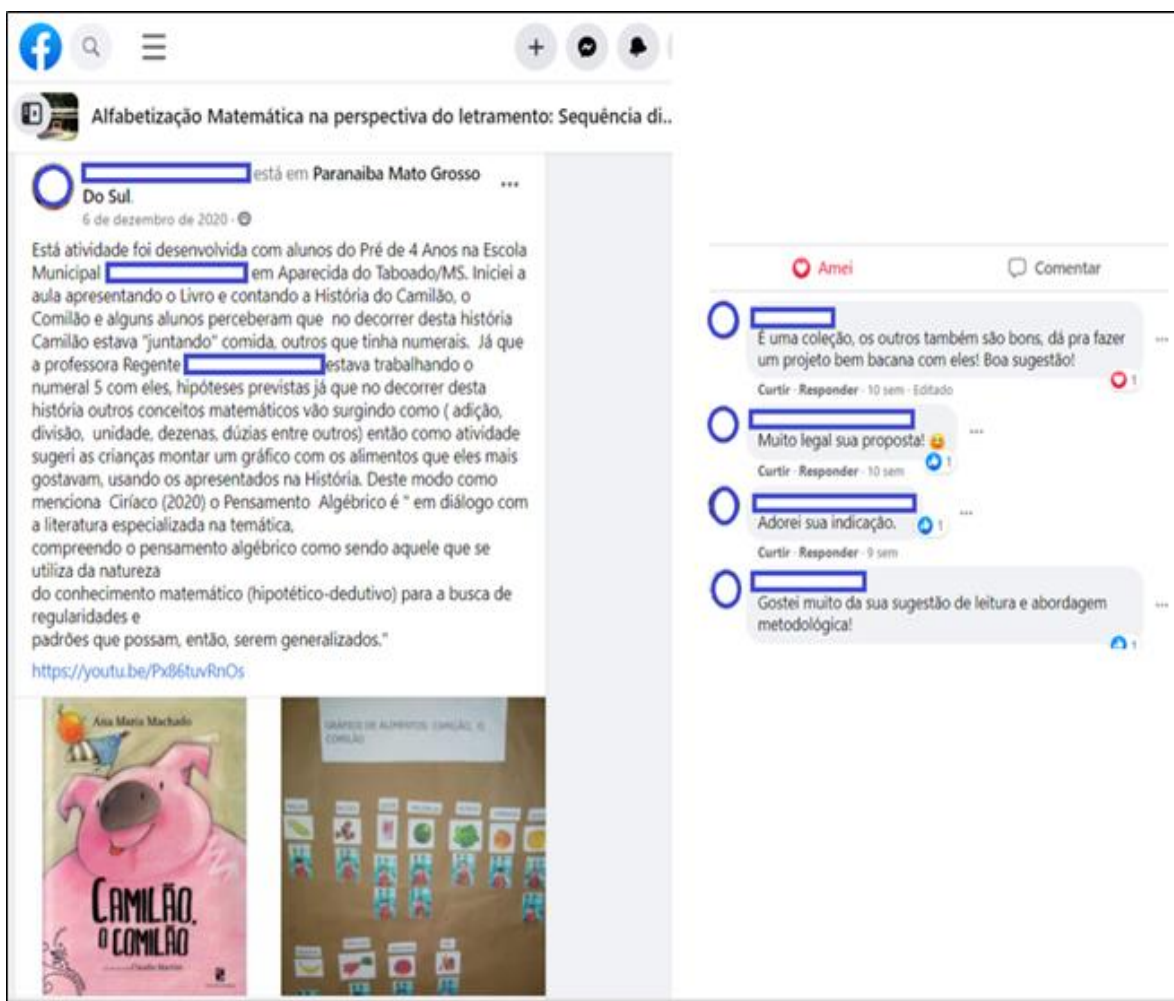 Alfabetização Matemática na perspectiva do letramento: Sequência di..
está em Paranaiba Mato Grosso
Do Sul.
6 de dezembro de 2020 ·
Está atividade foi desenvolvida com alunos do Pré de 4 Anos na Escola
Municipal em Aparecida do Taboado/MS. Iniciei a
aula apresentando o Livro e contando a História do Camilão, o
Comilão e alguns alunos perceberam que no decorrer desta história
Camilão estava "juntando" comida, outros que tinha numerais. Já que
a professora Regente estava trabalhando o
numeral 5 com eles, hipóteses previstas já que no decorrer desta
história outros conceitos matemáticos vão surgindo como ( adição,
divisão, unidade, dezenas, dúzias entre outros) então como atividade
sugeri as crianças montar um gráfico com os alimentos que eles mais
gostavam, usando os apresentados na História. Deste modo como
menciona Ciríaco (2020) o Pensamento Algébrico é " em diálogo com
a literatura especializada na temática,
compreendo o pensamento algébrico como sendo aquele que se
utiliza da natureza
do conhecimento matemático (hipotético-dedutivo) para a busca de
regularidades e
padrões que possam, então, serem generalizados."
https://youtu.be/Px86tuvRnOs
Ana Maria Machado
CAMILÃO,
O COMILÃO
Claudio Martins
GRÁFICO DE ALIMENTOS CAMILÃO, O
COMILÃO
Amei Comentar
É uma coleção, os outros também são bons, dá pra fazer
um projeto bem bacana com eles! Boa sugestão!
1
Curtir · Responder · 10 sem · Editado
Muito legal sua proposta!
1
Curtir · Responder · 10 sem
Adorei sua indicação.
1
Curtir · Responder · 9 sem
Gostei muito da sua sugestão de leitura e abordagem
metodológica!
1